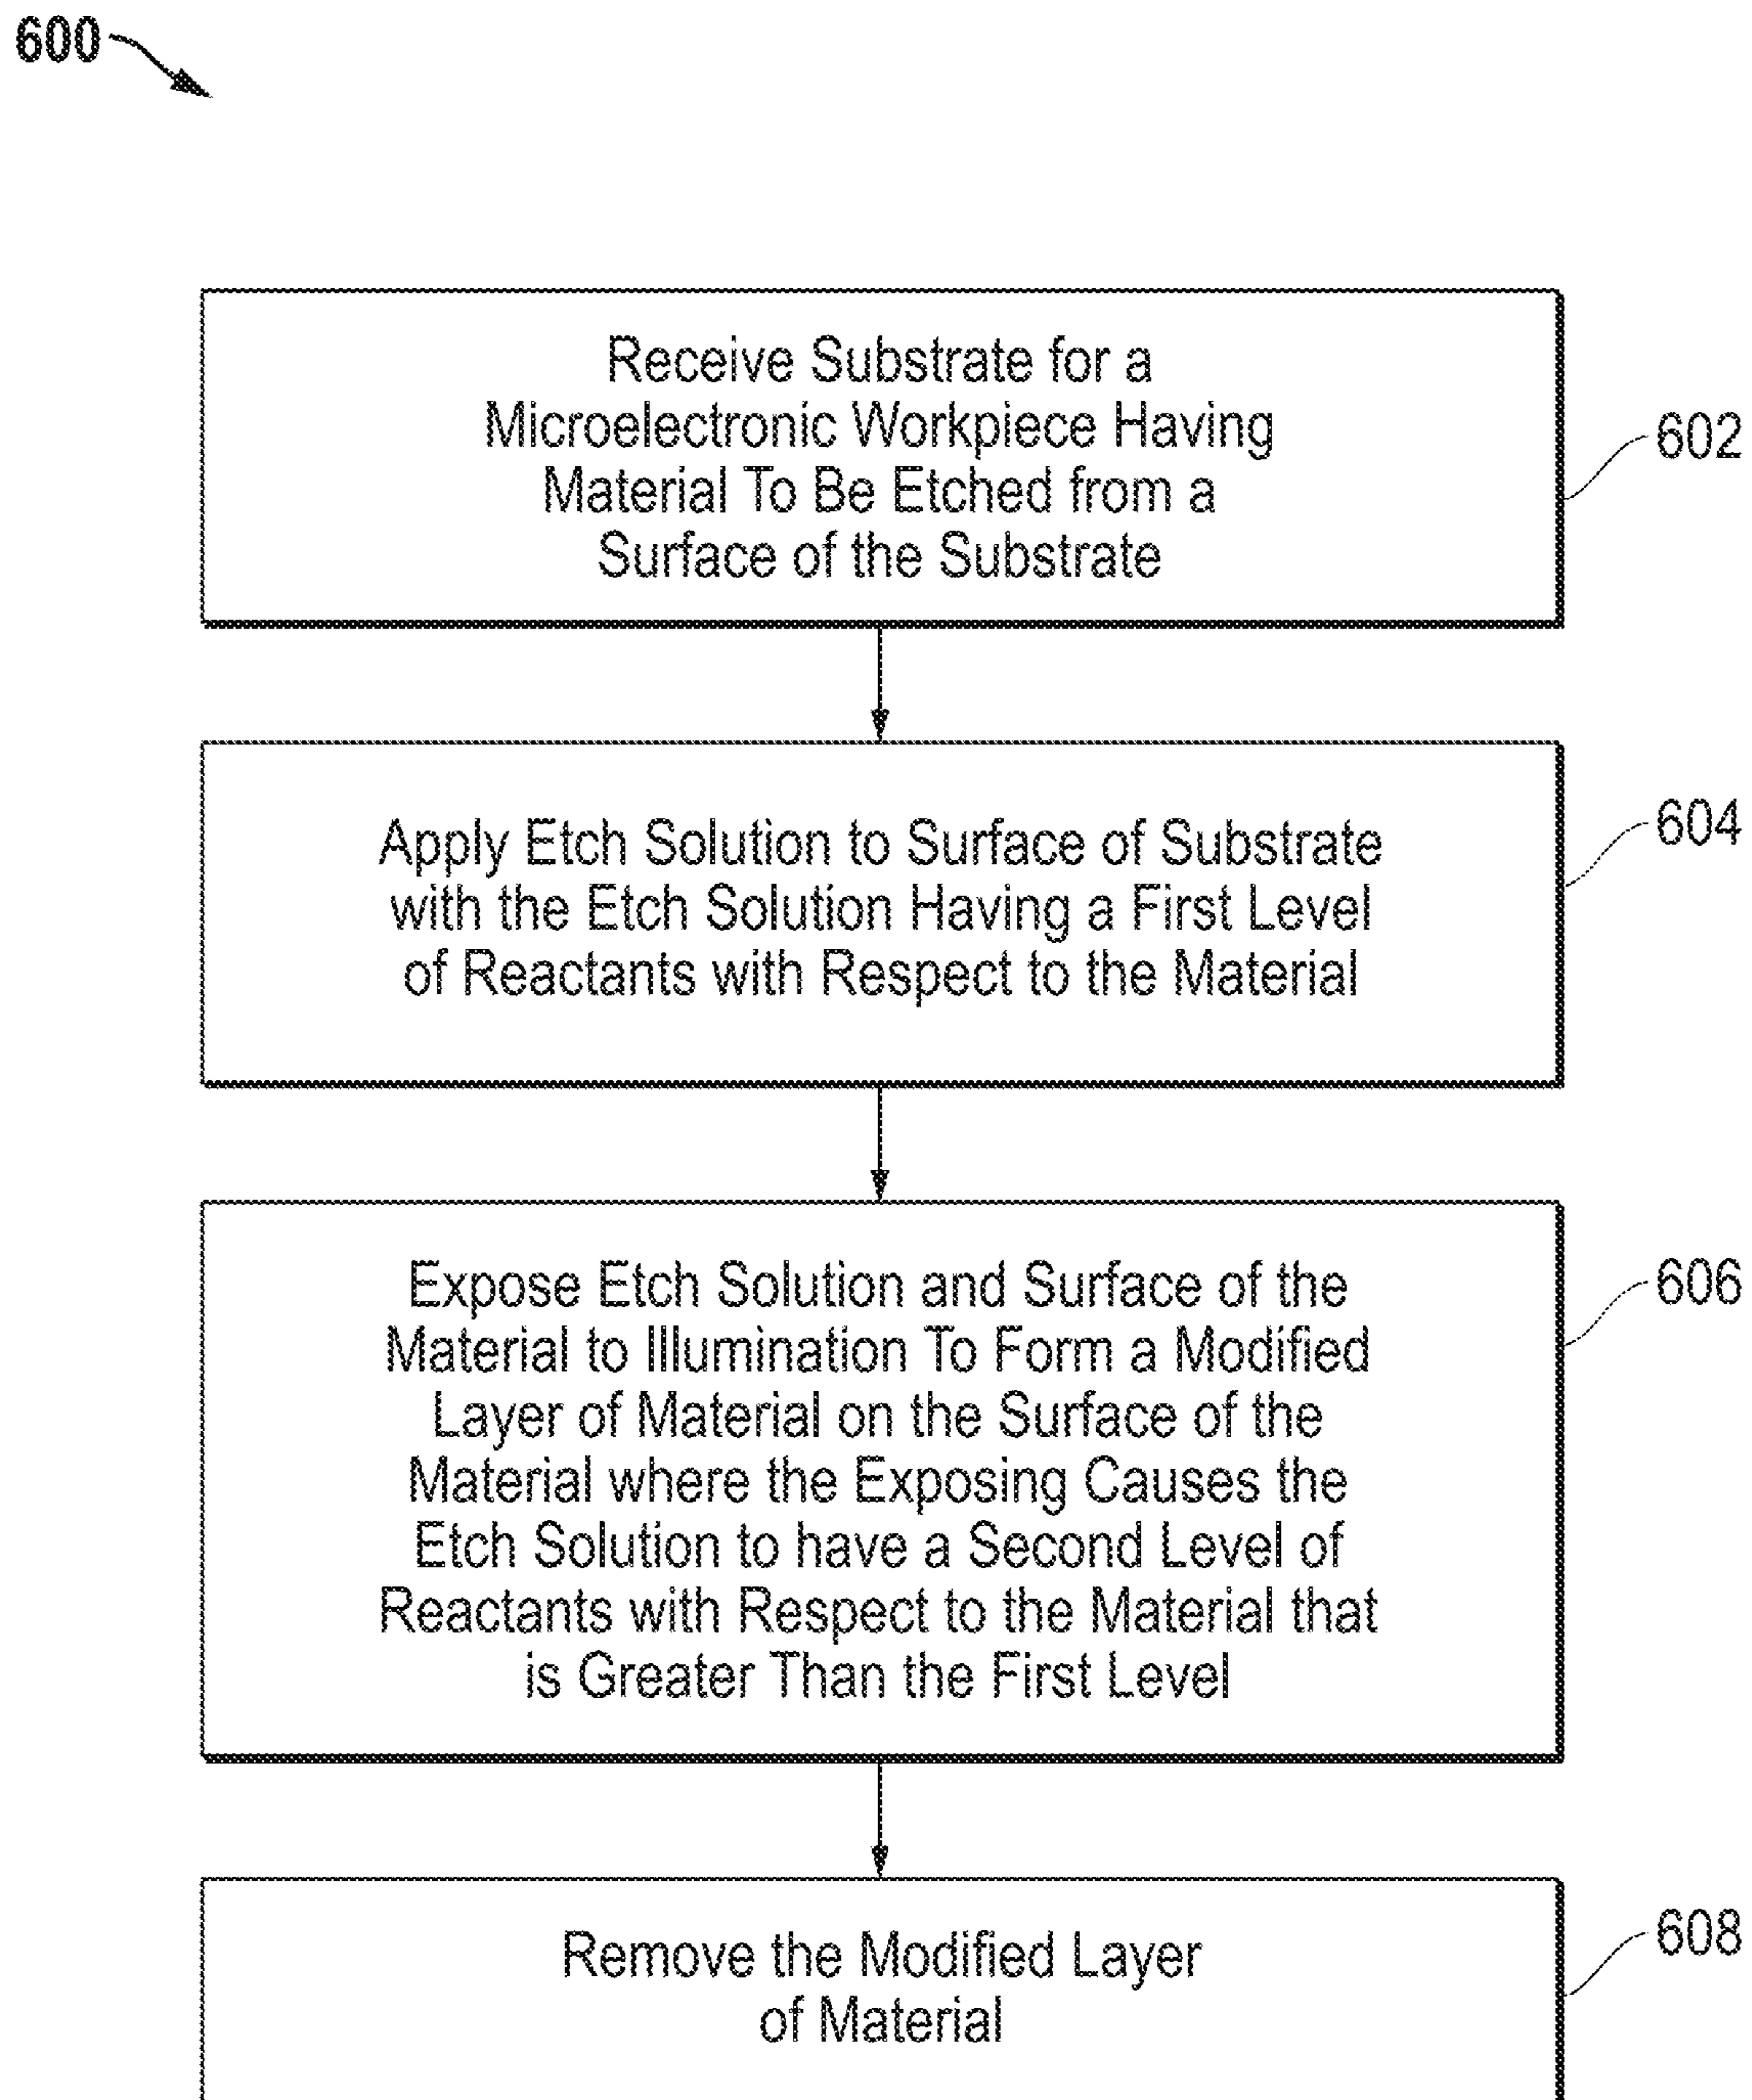 600
Receive Substrate for a
Microelectronic Workpiece Having
Material To Be Etched from a
Surface of the Substrate
602
Apply Etch Solution to Surface of Substrate
with the Etch Solution Having a First Level
of Reactants with Respect to the Material
604
Expose Etch Solution and Surface of the
Material to Illumination To Form a Modified
Layer of Material on the Surface of the
Material where the Exposing Causes the
Etch Solution to have a Second Level of
Reactants with Respect to the Material that
is Greater Than the First Level
606
Remove the Modified Layer
of Material
608